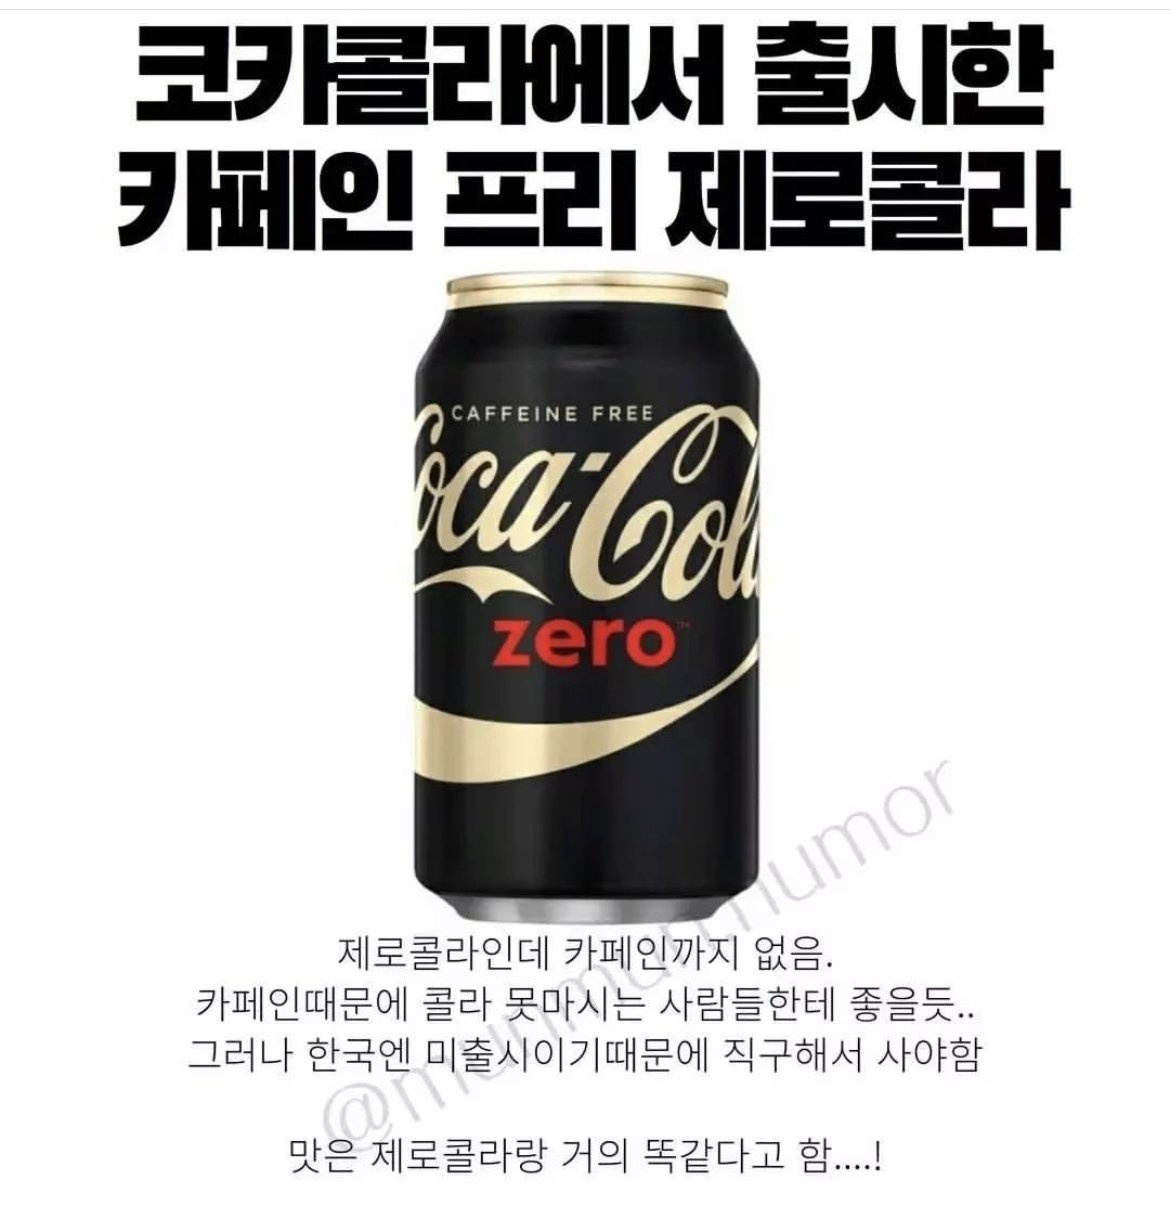 코카콜라에서 출시한
카페인 프리 제로콜라
CAFFEINE FREE
Coca-Cola
zero™
제로콜라인데 카페인까지 없음.
카페인때문에 콜라 못마시는 사람들한테 좋을듯..
그러나 한국엔 미출시이기때문에 직구해서 사야함
@munmun.humor
맛은 제로콜라랑 거의 똑같다고 함....!